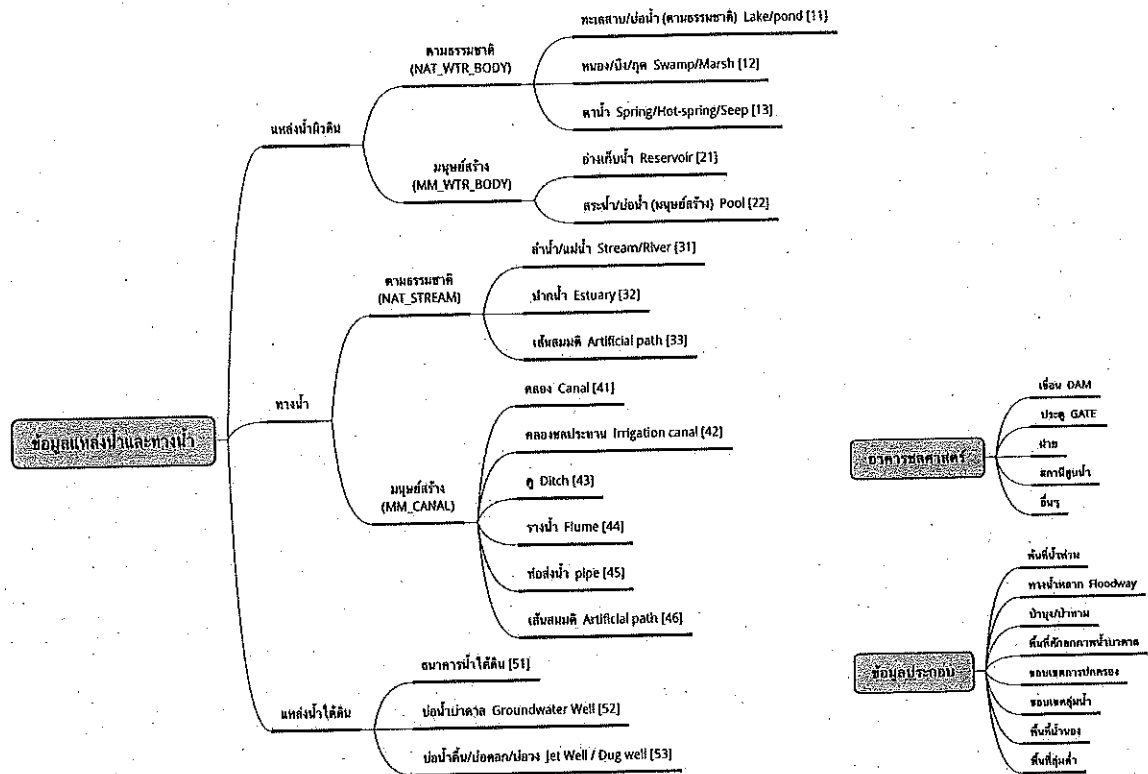 ข้อมูลแหล่งน้ำและทางน้ำ
แหล่งน้ำผิวดิน
ตามธรรมชาติ
(NAT_WTR_BODY)
ทะเลสาบ/บ่อน้ำ (ตามธรรมชาติ) Lake/pond [11]
หนอง/บึง/กุด Swamp/Marsh [12]
ตาน้ำ Spring/Hot-spring/Seep [13]
มนุษย์สร้าง
(MM_WTR_BODY)
อ่างเก็บน้ำ Reservoir [21]
สระน้ำ/บ่อน้ำ (มนุษย์สร้าง) Pool [22]
ทางน้ำ
ตามธรรมชาติ
(NAT_STREAM)
ลำน้ำ/แม่น้ำ Stream/River [31]
ปากน้ำ Estuary [32]
เส้นสมมติ Artificial path [33]
มนุษย์สร้าง
(MM_CANAL)
คลอง Canal [41]
คลองชลประทาน Irrigation canal [42]
คู Ditch [43]
รางน้ำ Flume [44]
ท่อส่งน้ำ pipe [45]
เส้นสมมติ Artificial path [46]
แหล่งน้ำใต้ดิน
ธนาคารน้ำใต้ดิน [51]
บ่อน้ำบาดาล Groundwater Well [52]
บ่อน้ำตื้น/บ่อตอก/บ่อวง Jet Well / Dug well [53]
อาคารชลศาสตร์
เขื่อน DAM
ประตู GATE
ฝาย
สถานีสูบน้ำ
อื่นๆ
ข้อมูลประกอบ
พื้นที่น้ำท่วม
ทางน้ำหลาก Floodway
ป่าบุ่ง/ป่าทาม
พื้นที่ศักยภาพน้ำบาดาล
ขอบเขตการปกครอง
ขอบเขตลุ่มน้ำ
พื้นที่น้ำนอง
พื้นที่ลุ่มต่ำ